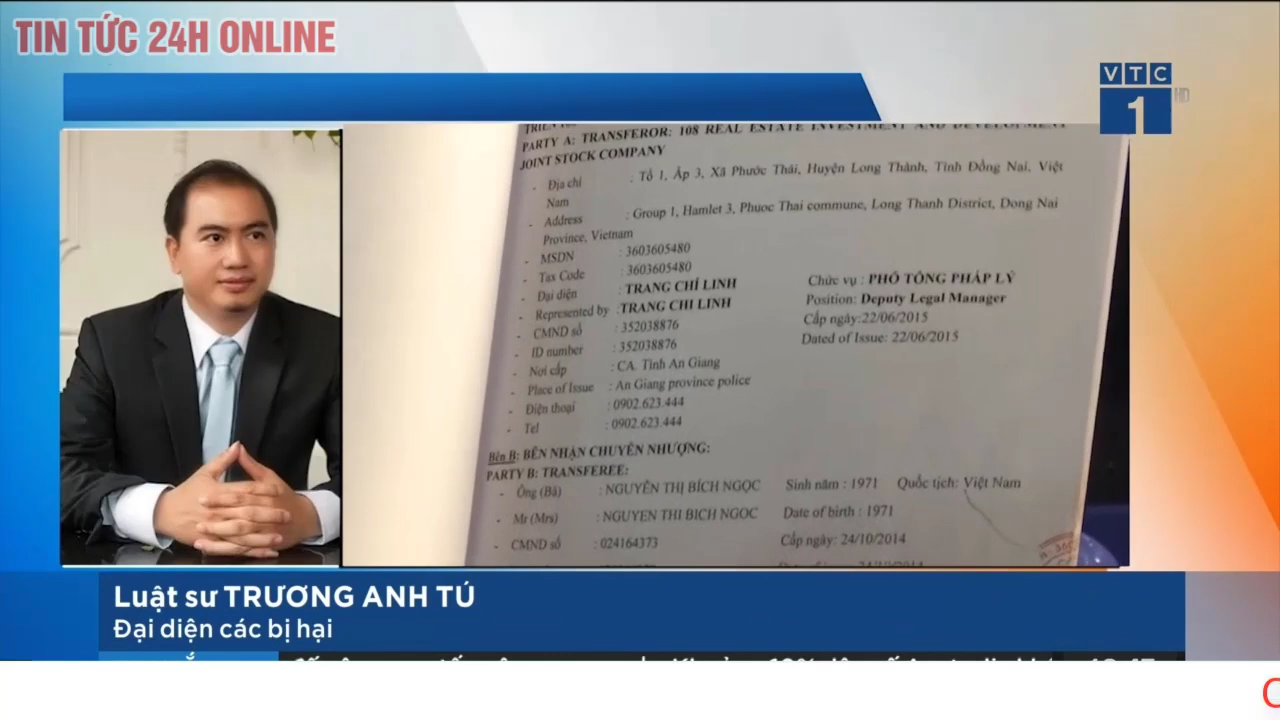 TIN TỨC 24H ONLINE
VTC
1
HD
PARTY A: TRANSFEROR: 108 REAL ESTATE INVESTMENT AND DEVELOPMENT
JOINT STOCK COMPANY
- Địa chỉ : Tổ 1, Ấp 3, Xã Phước Thái, Huyện Long Thành, Tỉnh Đồng Nai, Việt
Nam
- Address : Group 1, Hamlet 3, Phuoc Thai commune, Long Thanh District, Dong Nai
Province, Vietnam
- MSDN : 3603605480
- Tax Code : 3603605480
- Đại diện : TRANG CHÍ LINH Chức vụ : PHÓ TỔNG PHÁP LÝ
- Represented by : TRANG CHI LINH Position: Deputy Legal Manager
- CMND số : 352038876 Cấp ngày:22/06/2015
- ID number : 352038876 Dated of Issue: 22/06/2015
- Nơi cấp : CA. Tỉnh An Giang
- Place of Issue : An Giang province police
- Điện thoại : 0902.623.444
- Tel : 0902.623.444
Bên B: BÊN NHẬN CHUYỂN NHƯỢNG:
PARTY B: TRANSFEREE:
- Ông (Bà) : NGUYỄN THỊ BÍCH NGỌC Sinh năm : 1971 Quốc tịch: Việt Nam
- Mr (Mrs) : NGUYEN THI BICH NGOC Date of birth : 1971
- CMND số : 024164373 Cấp ngày: 24/10/2014
Luật sư TRƯƠNG ANH TÚ
Đại diện các bị hại